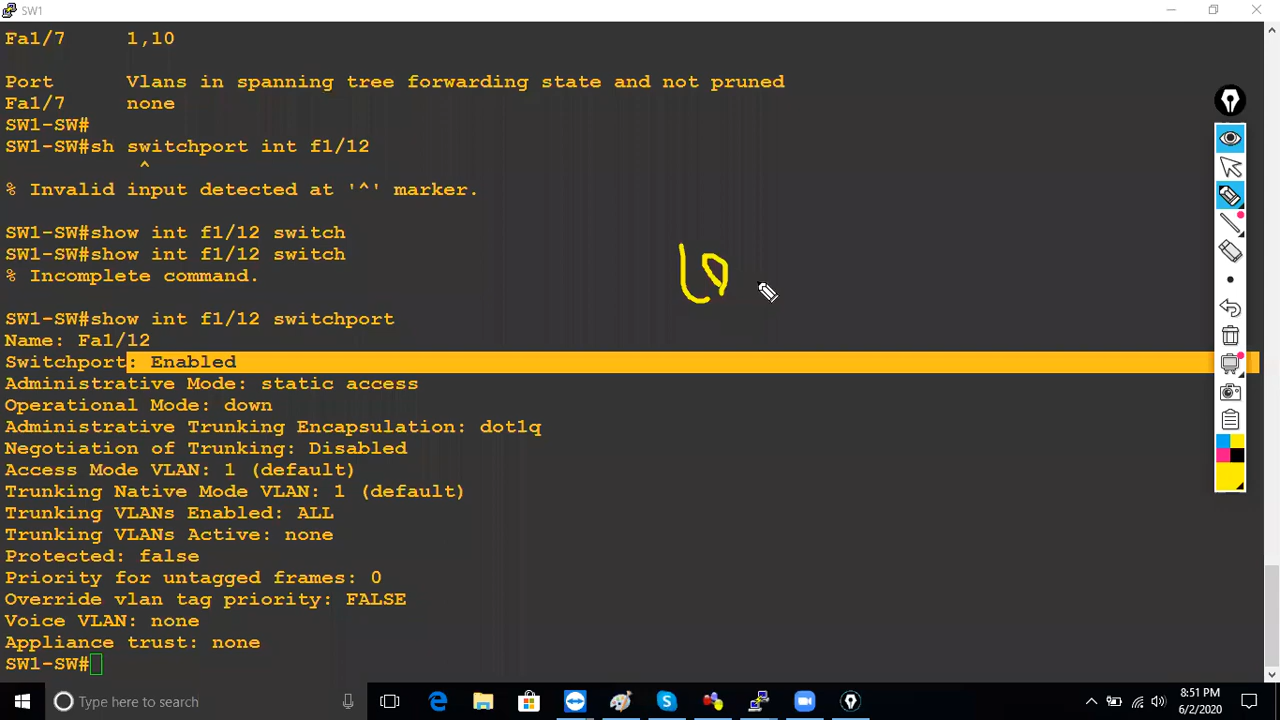 SW1
Fa1/7 1,10
Port Vlans in spanning tree forwarding state and not pruned
Fa1/7 none
SW1-SW#
SW1-SW#sh switchport int f1/12
^
% Invalid input detected at '^' marker.
SW1-SW#show int f1/12 switch
SW1-SW#show int f1/12 switch
% Incomplete command.
SW1-SW#show int f1/12 switchport
Name: Fa1/12
Switchport: Enabled
Administrative Mode: static access
Operational Mode: down
Administrative Trunking Encapsulation: dot1q
Negotiation of Trunking: Disabled
Access Mode VLAN: 1 (default)
Trunking Native Mode VLAN: 1 (default)
Trunking VLANs Enabled: ALL
Trunking VLANs Active: none
Protected: false
Priority for untagged frames: 0
Override vlan tag priority: FALSE
Voice VLAN: none
Appliance trust: none
SW1-SW#
Type here to search
8:51 PM
6/2/2020